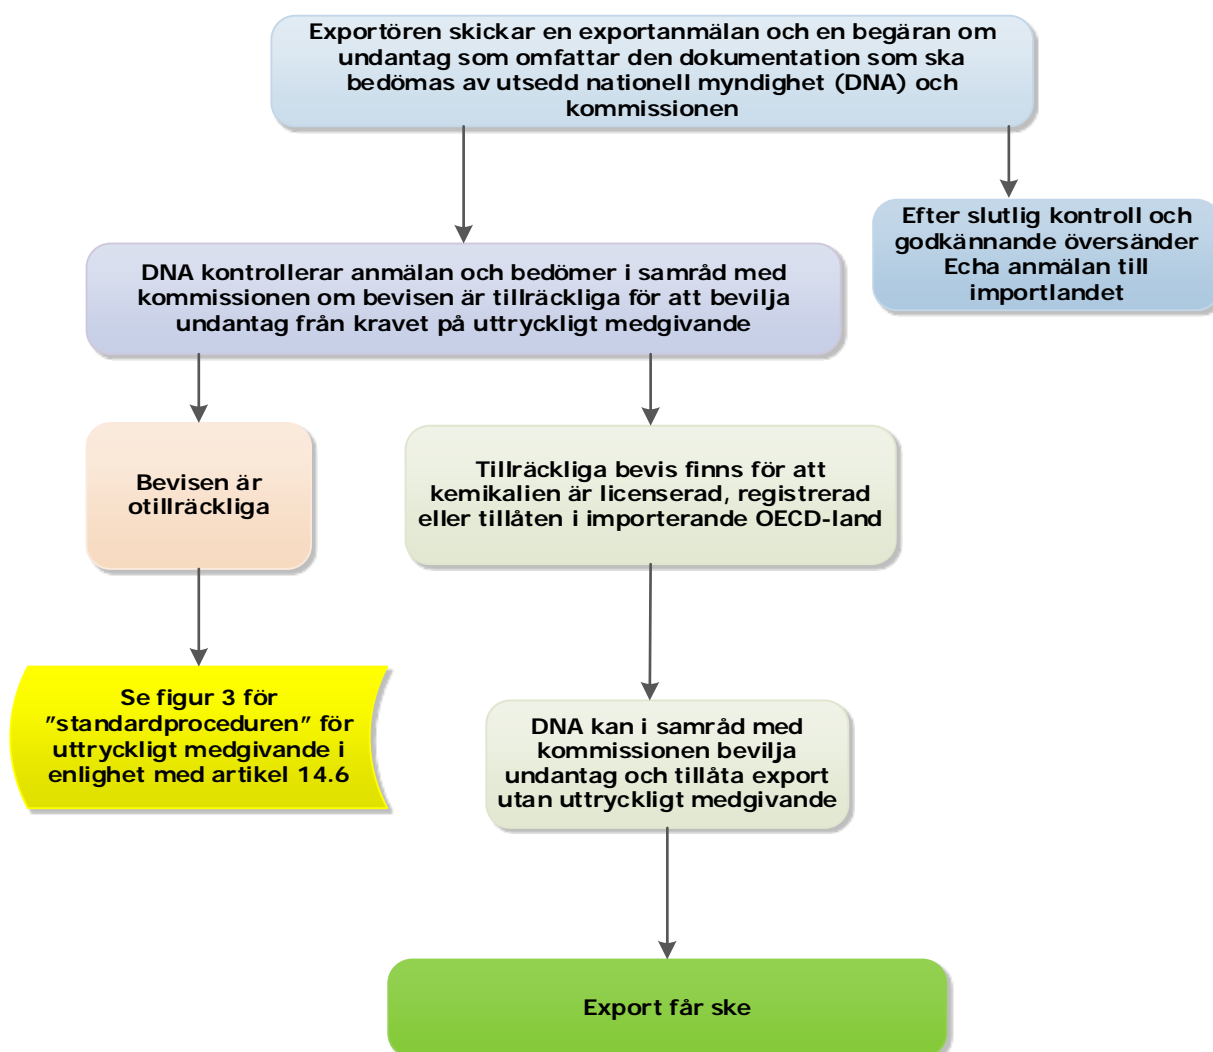 Exportören skickar en exportanmälan och en begäran om
undantag som omfattar den dokumentation som ska
bedömas av utsedd nationell myndighet (DNA) och
kommissionen
Efter slutlig kontroll och
godkännande översänder
Echa anmälan till
importlandet
DNA kontrollerar anmälan och bedömer i samråd med
kommissionen om bevisen är tillräckliga för att bevilja
undantag från kravet på uttryckligt medgivande
Bevisen är
otillräckliga
Tillräckliga bevis finns för att
kemikalien är licenserad, registrerad
eller tillåten i importerande OECD-land
Se figur 3 för
”standardproceduren” för
uttryckligt medgivande i
enlighet med artikel 14.6
DNA kan i samråd med
kommissionen bevilja
undantag och tillåta export
utan uttryckligt medgivande
Export får ske